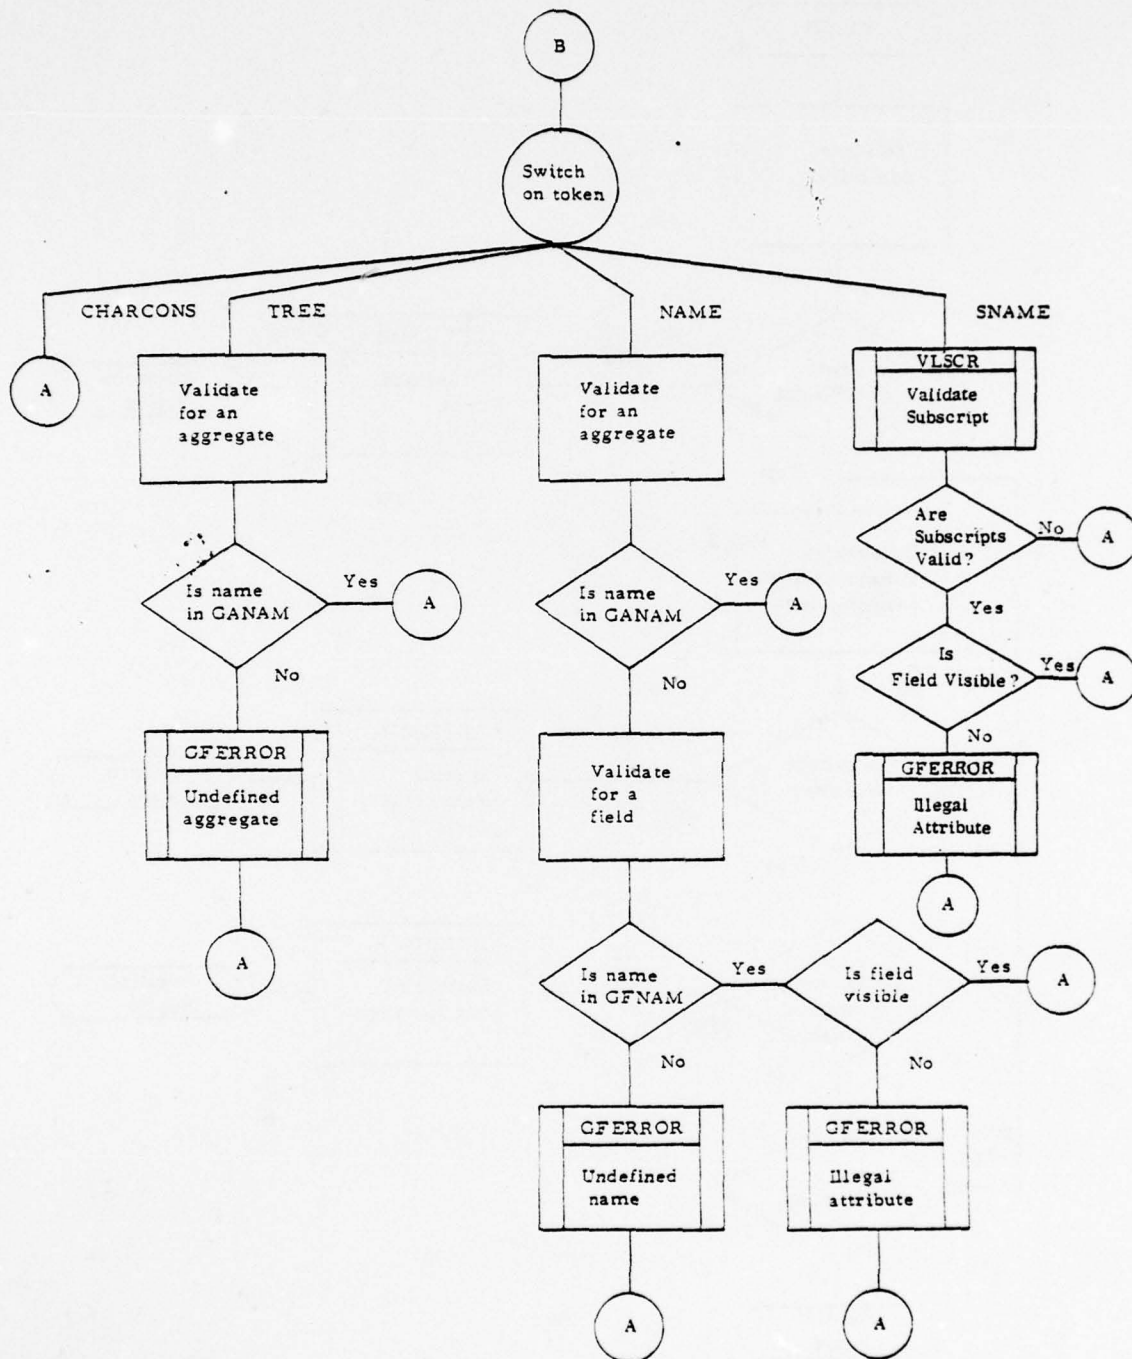 B
Switch
on token
CHARCONS
TREE
NAME
SNAME
A
Validate
for an
aggregate
Is name
in GANAM
Yes
A
No
GFERROR
Undefined
aggregate
A
Validate
for an
aggregate
Is name
in GANAM
Yes
A
No
Validate
for a
field
Is name
in GFNAM
Yes
Is field
visible
Yes
A
No
GFERROR
Undefined
name
A
No
GFERROR
Illegal
attribute
A
VLSCR
Validate
Subscript
Are
Subscripts
Valid?
No
A
Yes
Is
Field Visible?
Yes
A
No
GFERROR
Illegal
Attribute
A